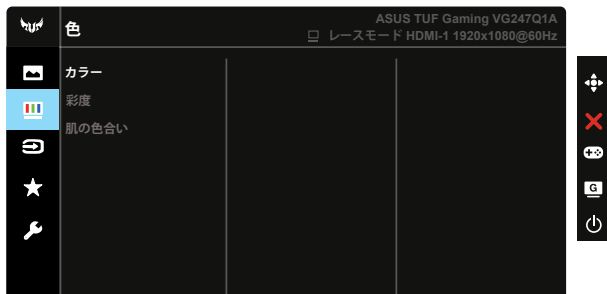 色
ASUS TUF Gaming VG247Q1A
レースモード HDMI-1 1920x1080@60Hz
カラー
彩度
肌の色合い
G